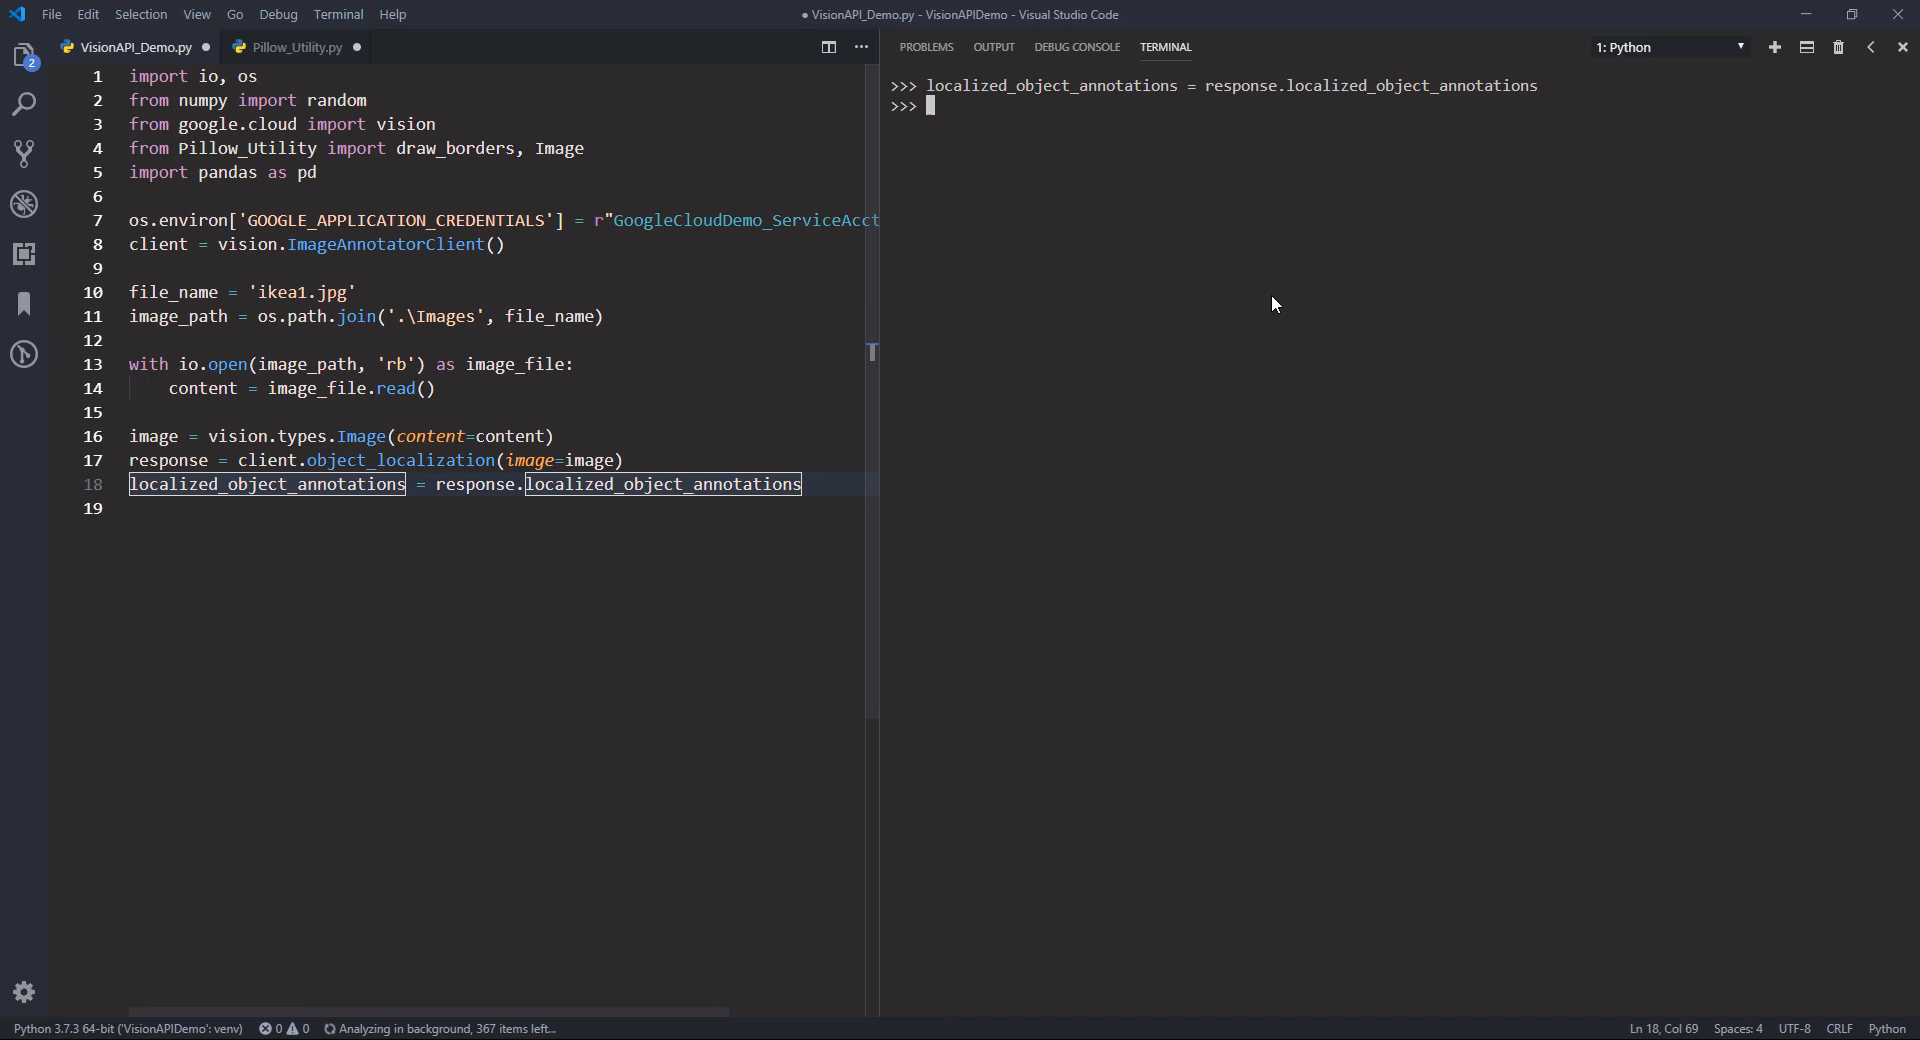 File Edit Selection View Go Debug Terminal Help
● VisionAPI_Demo.py - VisionAPIDemo - Visual Studio Code
VisionAPI_Demo.py ● Pillow_Utility.py ●
2
1 import io, os
2 from numpy import random
3 from google.cloud import vision
4 from Pillow_Utility import draw_borders, Image
5 import pandas as pd
6
7 os.environ['GOOGLE_APPLICATION_CREDENTIALS'] = r"GoogleCloudDemo_ServiceAcct
8 client = vision.ImageAnnotatorClient()
9
10 file_name = 'ikea1.jpg'
11 image_path = os.path.join('.\Images', file_name)
12
13 with io.open(image_path, 'rb') as image_file:
14     content = image_file.read()
15
16 image = vision.types.Image(content=content)
17 response = client.object_localization(image=image)
18 localized_object_annotations = response.localized_object_annotations
19
PROBLEMS OUTPUT DEBUG CONSOLE TERMINAL
1: Python
>>> localized_object_annotations = response.localized_object_annotations
>>>
Python 3.7.3 64-bit ('VisionAPIDemo': venv) 0 0 Analyzing in background, 367 items left...
Ln 18, Col 69 Spaces: 4 UTF-8 CRLF Python